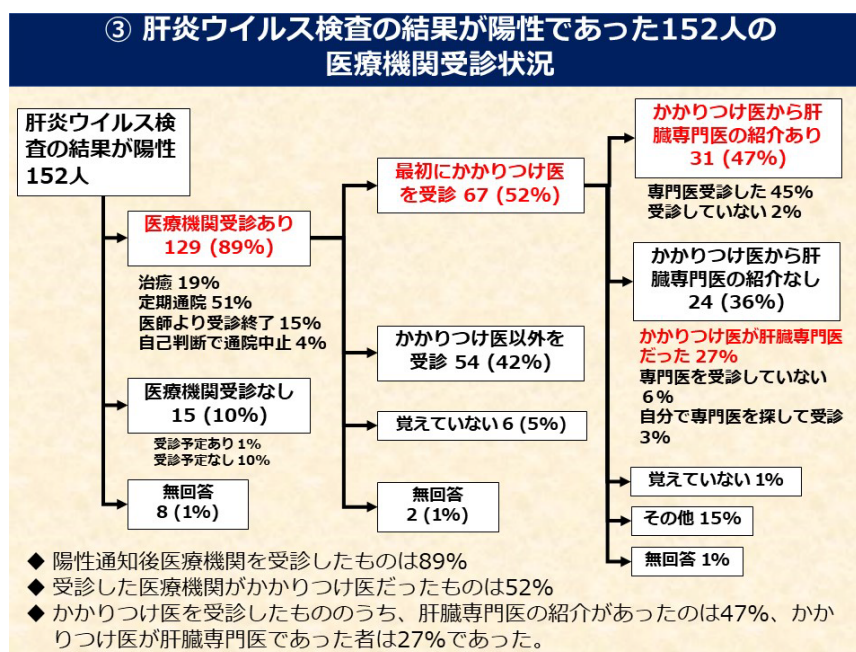 ③ 肝炎ウイルス検査の結果が陽性であった152人の
医療機関受診状況
肝炎ウイルス検
査の結果が陽性
152人
医療機関受診あり
129 (89%)
治癒 19%
定期通院 51%
医師より受診終了 15%
自己判断で通院中止 4%
医療機関受診なし
15 (10%)
受診予定あり 1%
受診予定なし 10%
無回答
8 (1%)
最初にかかりつけ医
を受診 67 (52%)
かかりつけ医以外を
受診 54 (42%)
覚えていない 6 (5%)
無回答
2 (1%)
かかりつけ医から肝
臓専門医の紹介あり
31 (47%)
専門医受診した 45%
受診していない 2%
かかりつけ医から肝
臓専門医の紹介なし
24 (36%)
かかりつけ医が肝臓専門医
だった 27%
専門医を受診していない
6%
自分で専門医を探して受診
3%
覚えていない 1%
その他 15%
無回答 1%
◆ 陽性通知後医療機関を受診したものは89%
◆ 受診した医療機関がかかりつけ医だったものは52%
◆ かかりつけ医を受診したもののうち、肝臓専門医の紹介があったのは47%、かか
りつけ医が肝臓専門医であった者は27%であった。